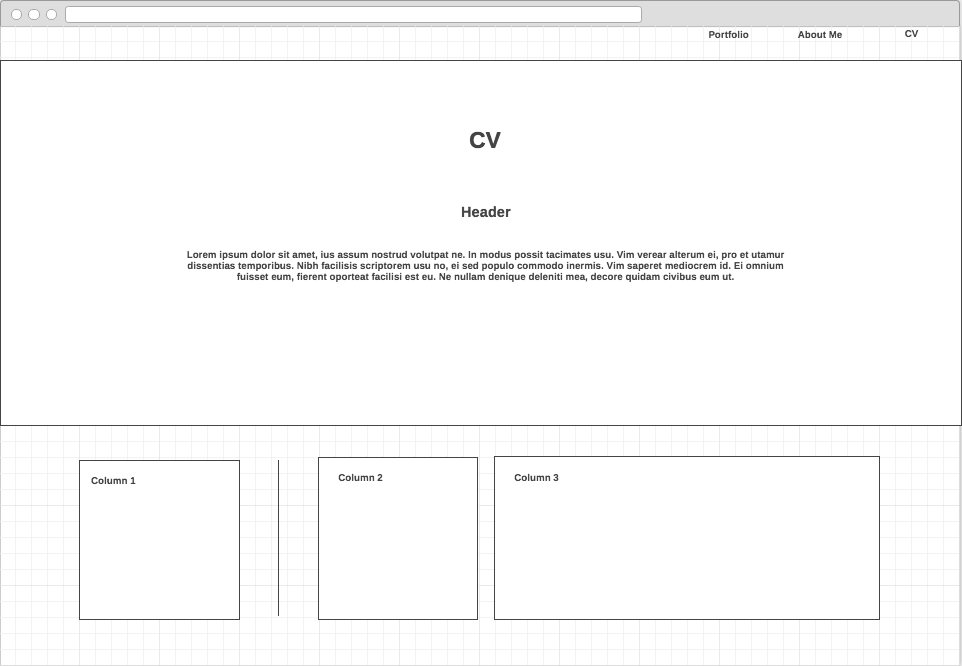 Portfolio About Me CV
CV
Header
Lorem ipsum dolor sit amet, ius assum nostrud volutpat ne. In modus possit tacimates usu. Vim verear alterum ei, pro et utamur
dissentias temporibus. Nibh facilisis scriptorem usu no, ei sed populo commodo inermis. Vim saperet mediocrem id. Ei omnium
fuisset eum, fierent oporteat facilisi est eu. Ne nullam denique deleniti mea, decore quidam civibus eum ut.
Column 1
Column 2
Column 3